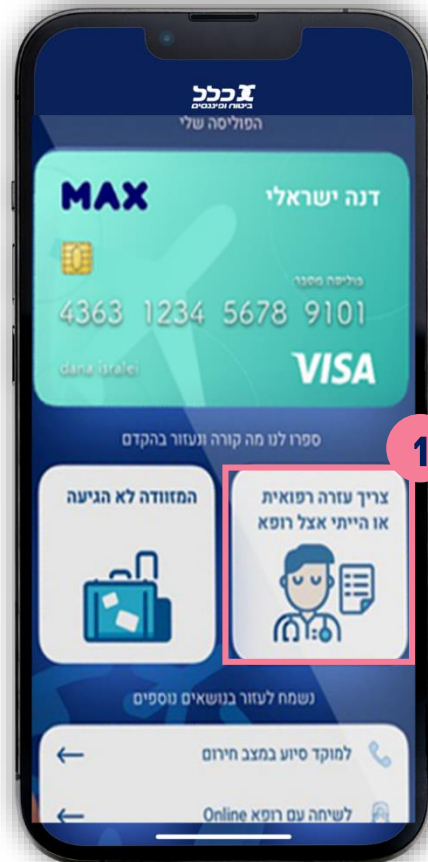 כלל
ביטוח ופיננסים
הפוליסה שלי
MAX
דנה ישראלי
פוליסה מספר
4363 1234 5678 9101
dana israeli
VISA
ספרו לנו מה קורה ונעזור בהקדם
1
צריך עזרה רפואית
או הייתי אצל רופא
המזוודה לא הגיעה
נשמח לעזור בנושאים נוספים
למוקד סיוע במצב חירום
לשיחה עם רופא Online